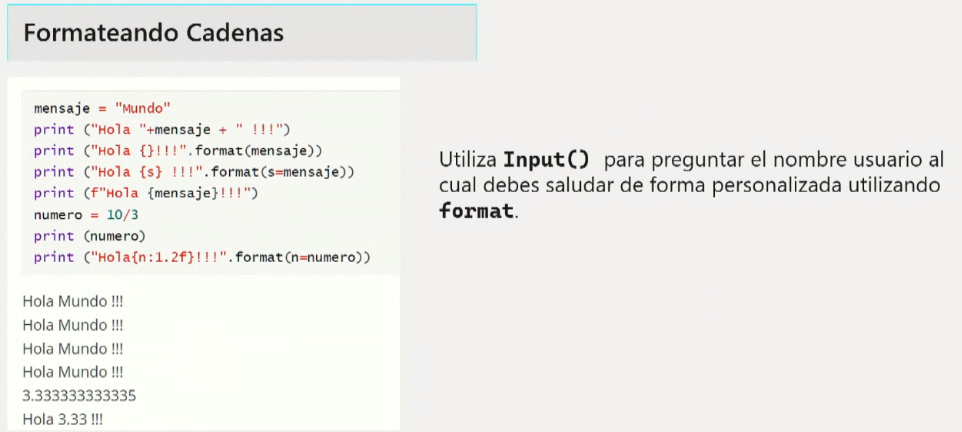 Formateando Cadenas
mensaje = "Mundo"
print ("Hola "+mensaje + " !!!")
print ("Hola {}!!!".format(mensaje))
print ("Hola {s} !!!".format(s=mensaje))
print (f"Hola {mensaje}!!!")
numero = 10/3
print (numero)
print ("Hola{n:1.2f}!!!".format(n=numero))
Hola Mundo !!!
Hola Mundo !!!
Hola Mundo !!!
Hola Mundo !!!
3.333333333335
Hola 3.33 !!!
Utiliza Input() para preguntar el nombre usuario al
cual debes saludar de forma personalizada utilizando
format.